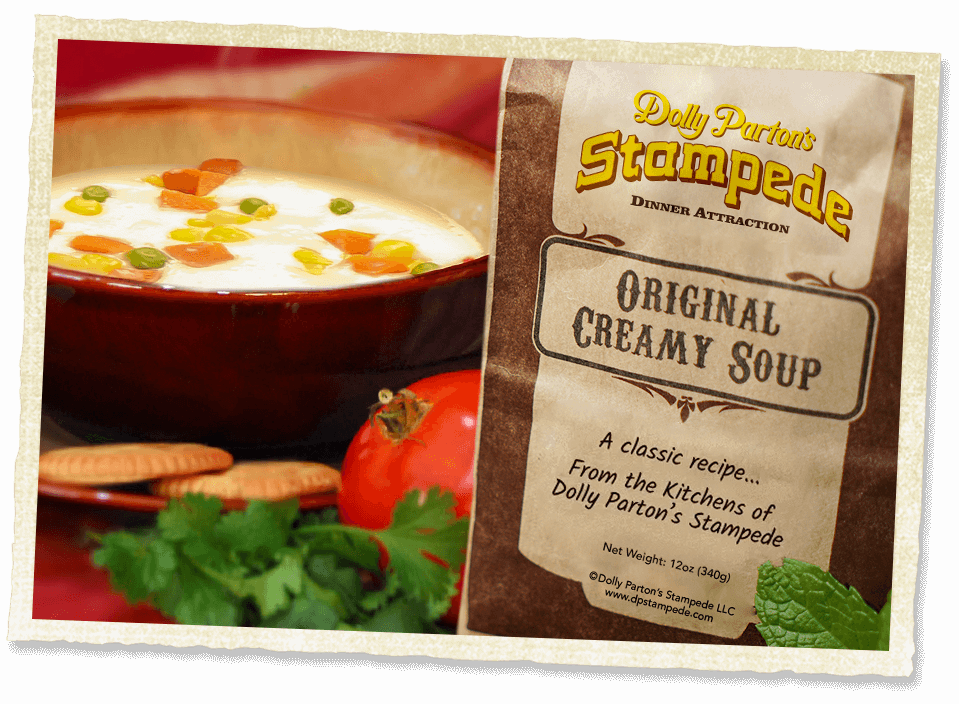 Dolly Parton's
Stampede
DINNER ATTRACTION
ORIGINAL
CREAMY SOUP
A classic recipe...
From the Kitchens of
Dolly Parton's Stampede
Net Weight: 12oz (340g)
©Dolly Parton's Stampede LLC
www.dpstampede.com